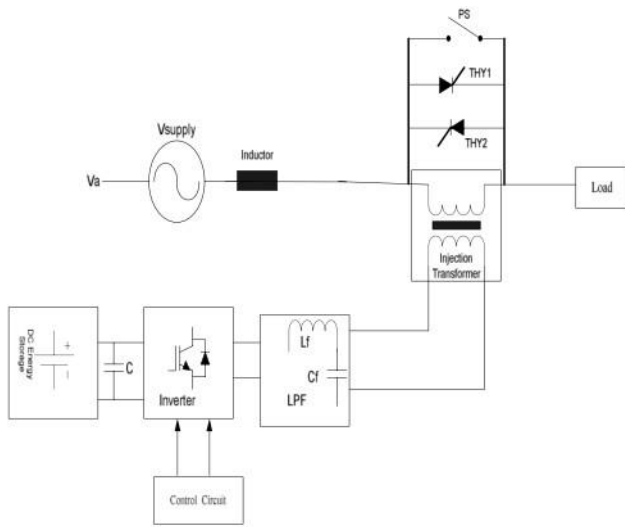 PS
THY1
THY2
Vsupply
Inductor
Va
Load
Injection
Transformer
DC Energy
Storage
+
−
C
Inverter
Lf
Cf
LPF
Control Circuit